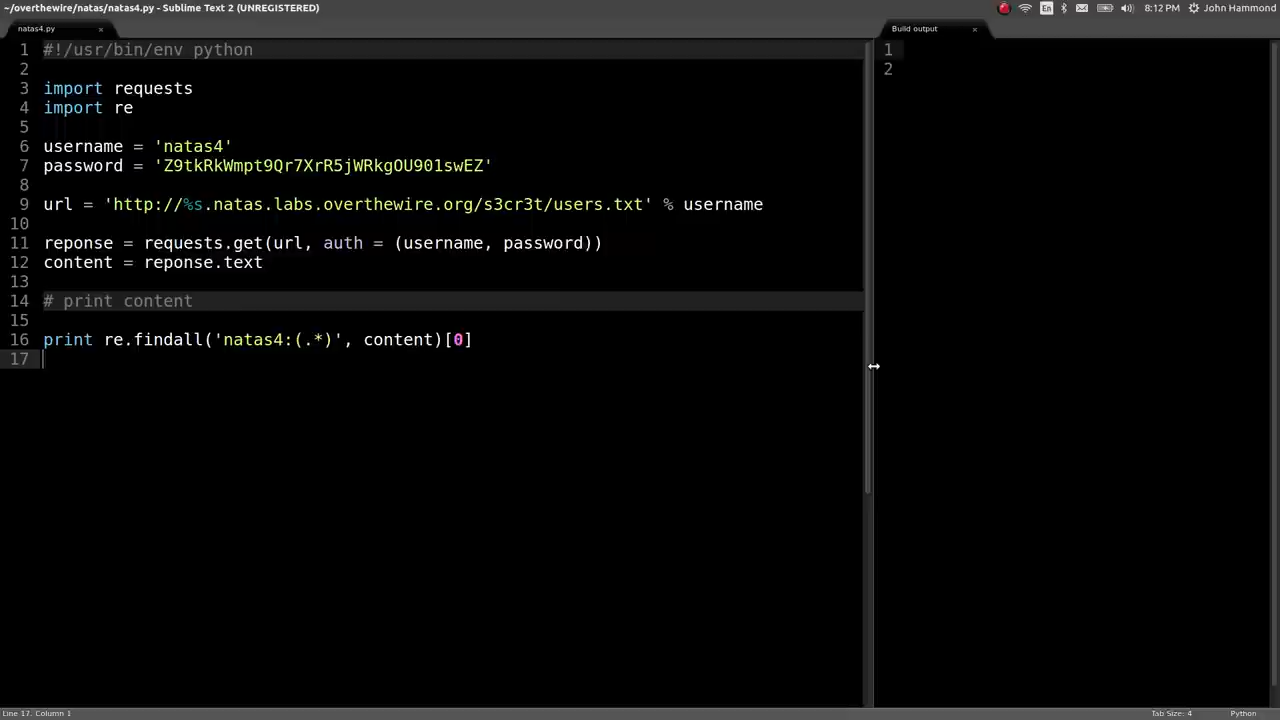 ~/overthewire/natas/natas4.py - Sublime Text 2 (UNREGISTERED)
En
8:12 PM
John Hammond
natas4.py ×
Build output ×
1 #!/usr/bin/env python
2
3 import requests
4 import re
5
6 username = 'natas4'
7 password = 'Z9tkRkWmpt9Qr7XrR5jWRkgOU901swEZ'
8
9 url = 'http://%s.natas.labs.overthewire.org/s3cr3t/users.txt' % username
10
11 reponse = requests.get(url, auth = (username, password))
12 content = reponse.text
13
14 # print content
15
16 print re.findall('natas4:(.*)', content)[0]
17
1
2
Line 17, Column 1
Tab Size: 4
Python